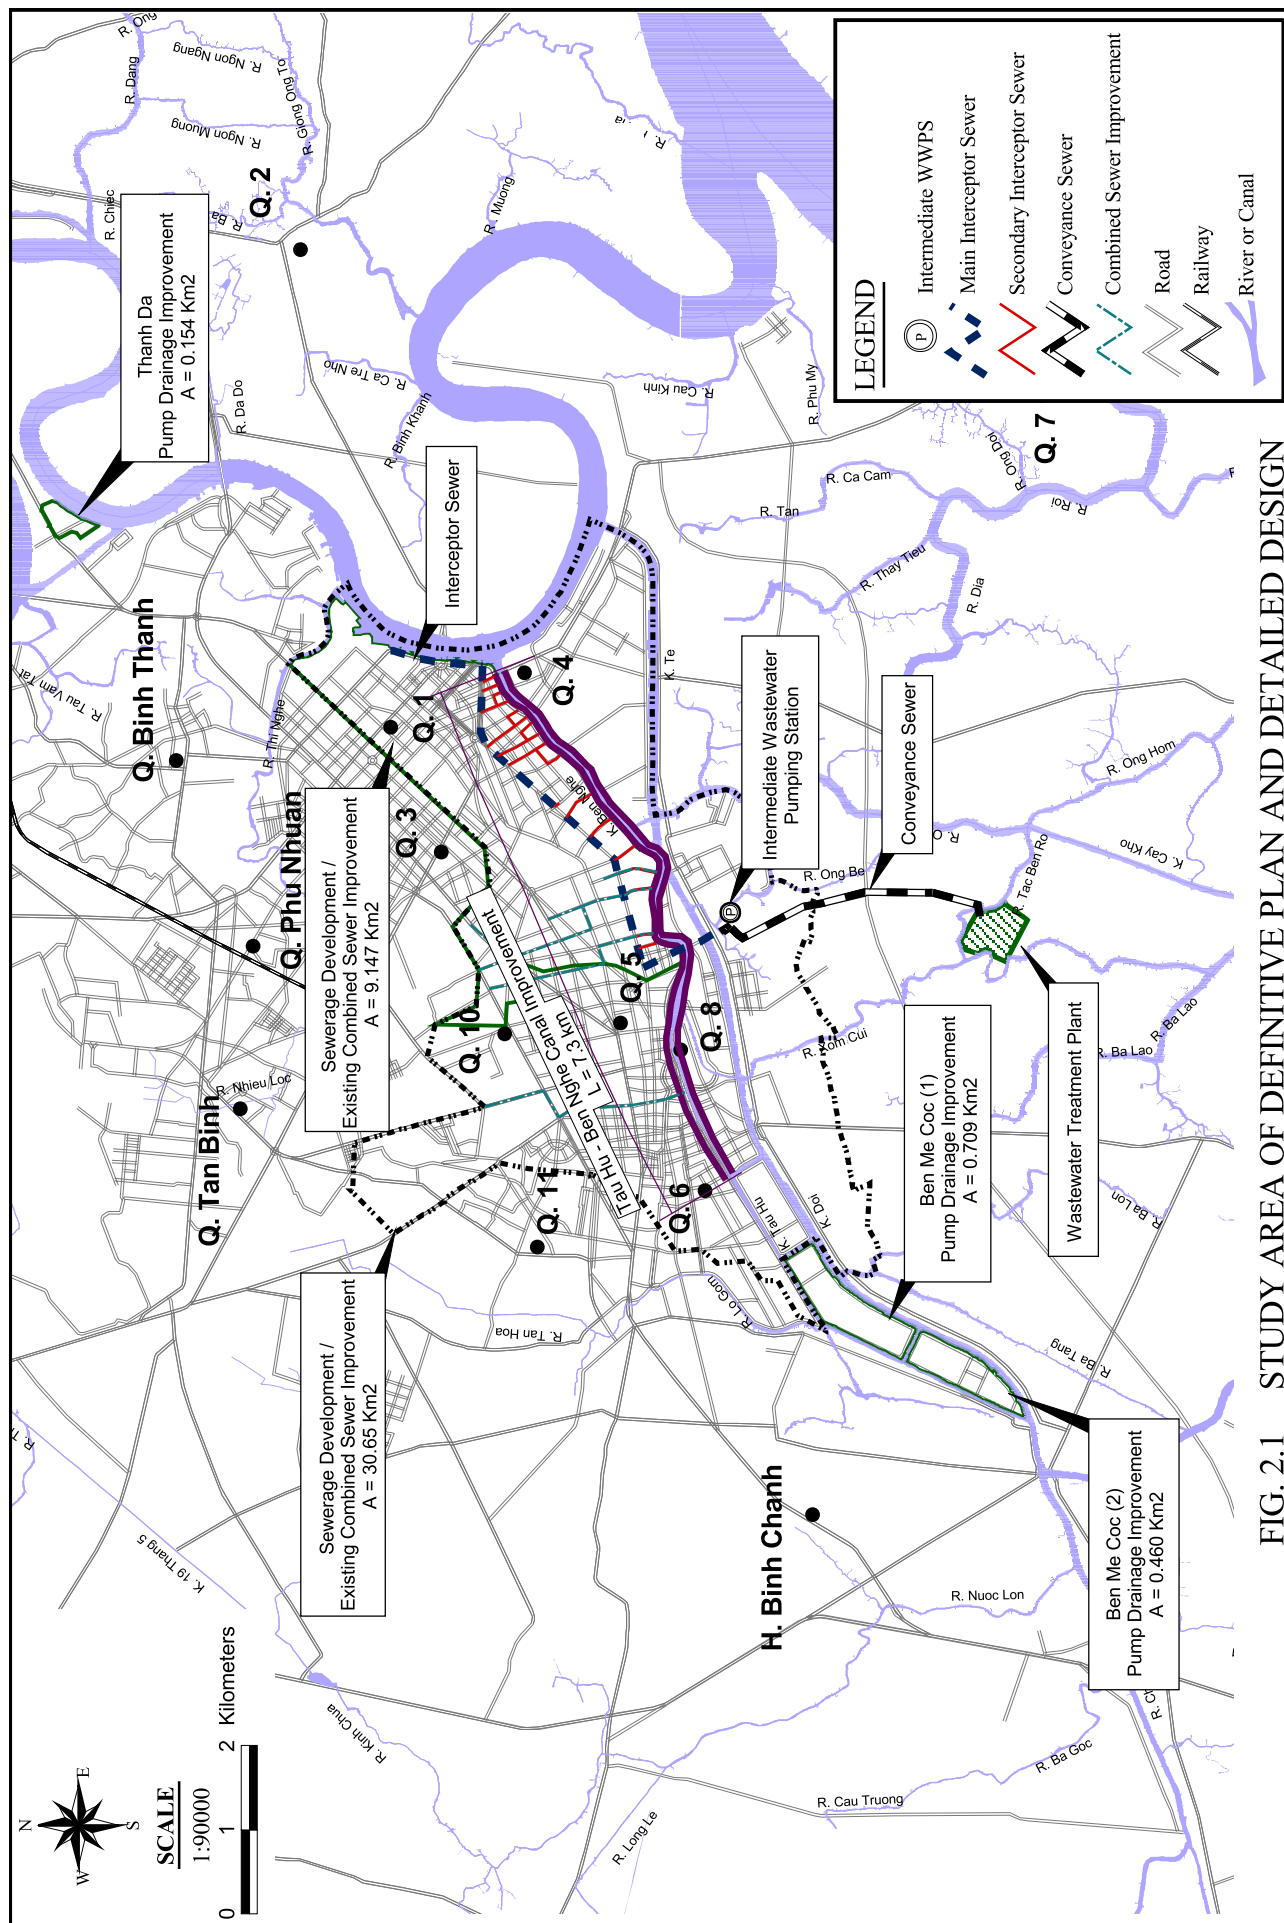 N
W
E
S
SCALE
1:90000
0
1
2
Kilometers
K. 19 Thang 5
R. Kinh Chua
R. Long Le
R. Cau Truong
R. Ba Goc
R. Nuoc Lon
H. Binh Chanh
Sewerage Development /
Existing Combined Sewer Improvement
A = 30.65 Km2
Sewerage Development /
Existing Combined Sewer Improvement
A = 9.147 Km2
Ben Me Coc (2)
Pump Drainage Improvement
A = 0.460 Km2
Ben Me Coc (1)
Pump Drainage Improvement
A = 0.709 Km2
Wastewater Treatment Plant
Thanh Da
Pump Drainage Improvement
A = 0.154 Km2
Interceptor Sewer
Intermediate Wastewater
Pumping Station
Conveyance Sewer
Tau Hu - Ben Nghe Canal Improvement
L = 7.3 km
Q. Tan Binh
Q. Phu Nhuan
Q. Binh Thanh
Q. 1
Q. 2
Q. 3
Q. 4
Q. 5
Q. 6
Q. 7
Q. 8
Q. 10
Q. 11
R. Nhieu Loc
R. Thi Nghe
R. Tau Vam Tat
R. Tan Hoa
R. Lo Gom
K. Tau Hu
K. Doi
K. Ba Tang
R. Ba Lon
R. Ba Lao
R. Ba Lao
R. Xom Cui
R. Ong Be
R. Tac Ben Ro
K. Cay Kho
R. Ong Hom
R. O
K. Ben Nghe
K. Te
R. Dia
R. Thay Tieu
R. Tan
R. Ca Cam
R. Roi
R. Ong Doi
R. Phu My
R. Cau Kinh
R. Binh Khanh
R. Ca Tre Nho
R. Da Do
R. Muong
R. Ba
R. Chiec
R. Dang
R. Ong
R. Ngon Ngang
R. Ngon Muong
R. Giong Ong To
P
LEGEND
P
Intermediate WWPS
Main Interceptor Sewer
Secondary Interceptor Sewer
Conveyance Sewer
Combined Sewer Improvement
Road
Railway
River or Canal
FIG. 2.1 STUDY AREA OF DEFINITIVE PLAN AND DETAILED DESIGN